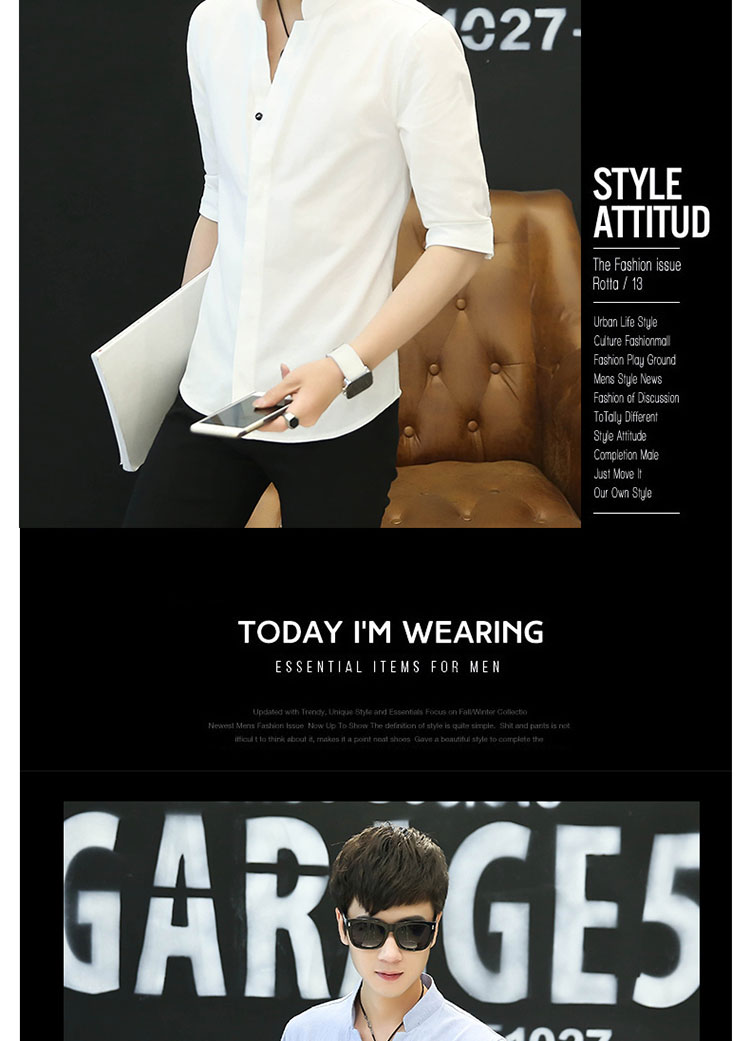 1027-
STYLE
ATTITUD
The Fashion issue
Rotta / 13
Urban Life Style
Culture Fashionmall
Fashion Play Ground
Mens Style News
Fashion of Discussion
ToTally Different
Style Attitude
Completion Male
Just Move It
Our Own Style
TODAY I'M WEARING
ESSENTIAL ITEMS FOR MEN
Updated with Trendy, Unique Style and Essentials Focus on Fall/Winter Collectio
Newest Mens Fashion Issue Now Up To Show The definition of style is quite simple. Shit and pants is not
ifficul t to think about it, makes it a point neat shoes Gave a beautiful style to complete the
GARAGE5
1027